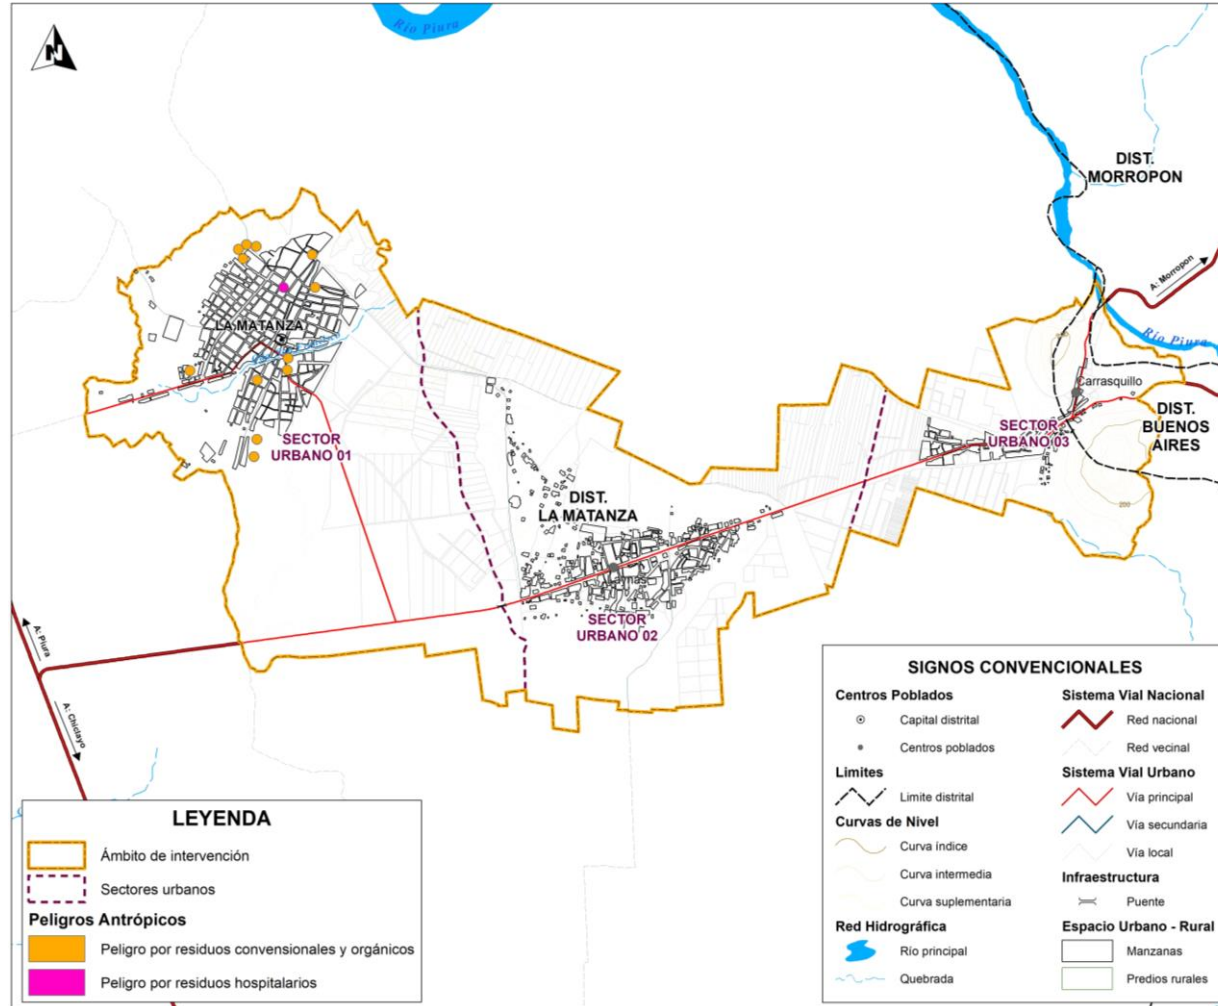 Río Piura
N
DIST.
MORROPON
A: Morropon
Río Piura
LA MATANZA
Carrasquillo
SECTOR
URBANO 01
SECTOR
URBANO 03
DIST.
BUENOS
AIRES
DIST.
LA MATANZA
200
SECTOR
URBANO 02
A: Piura
A: Chiclayo
LEYENDA
Ámbito de intervención
Sectores urbanos
Peligros Antrópicos
Peligro por residuos convencionales y orgánicos
Peligro por residuos hospitalarios
SIGNOS CONVENCIONALES
Centros Poblados
Capital distrital
Centros poblados
Limites
Limite distrital
Curvas de Nivel
Curva índice
Curva intermedia
Curva suplementaria
Red Hidrográfica
Río principal
Quebrada
Sistema Vial Nacional
Red nacional
Red vecinal
Sistema Vial Urbano
Vía principal
Vía secundaria
Vía local
Infraestructura
Puente
Espacio Urbano - Rural
Manzanas
Predios rurales